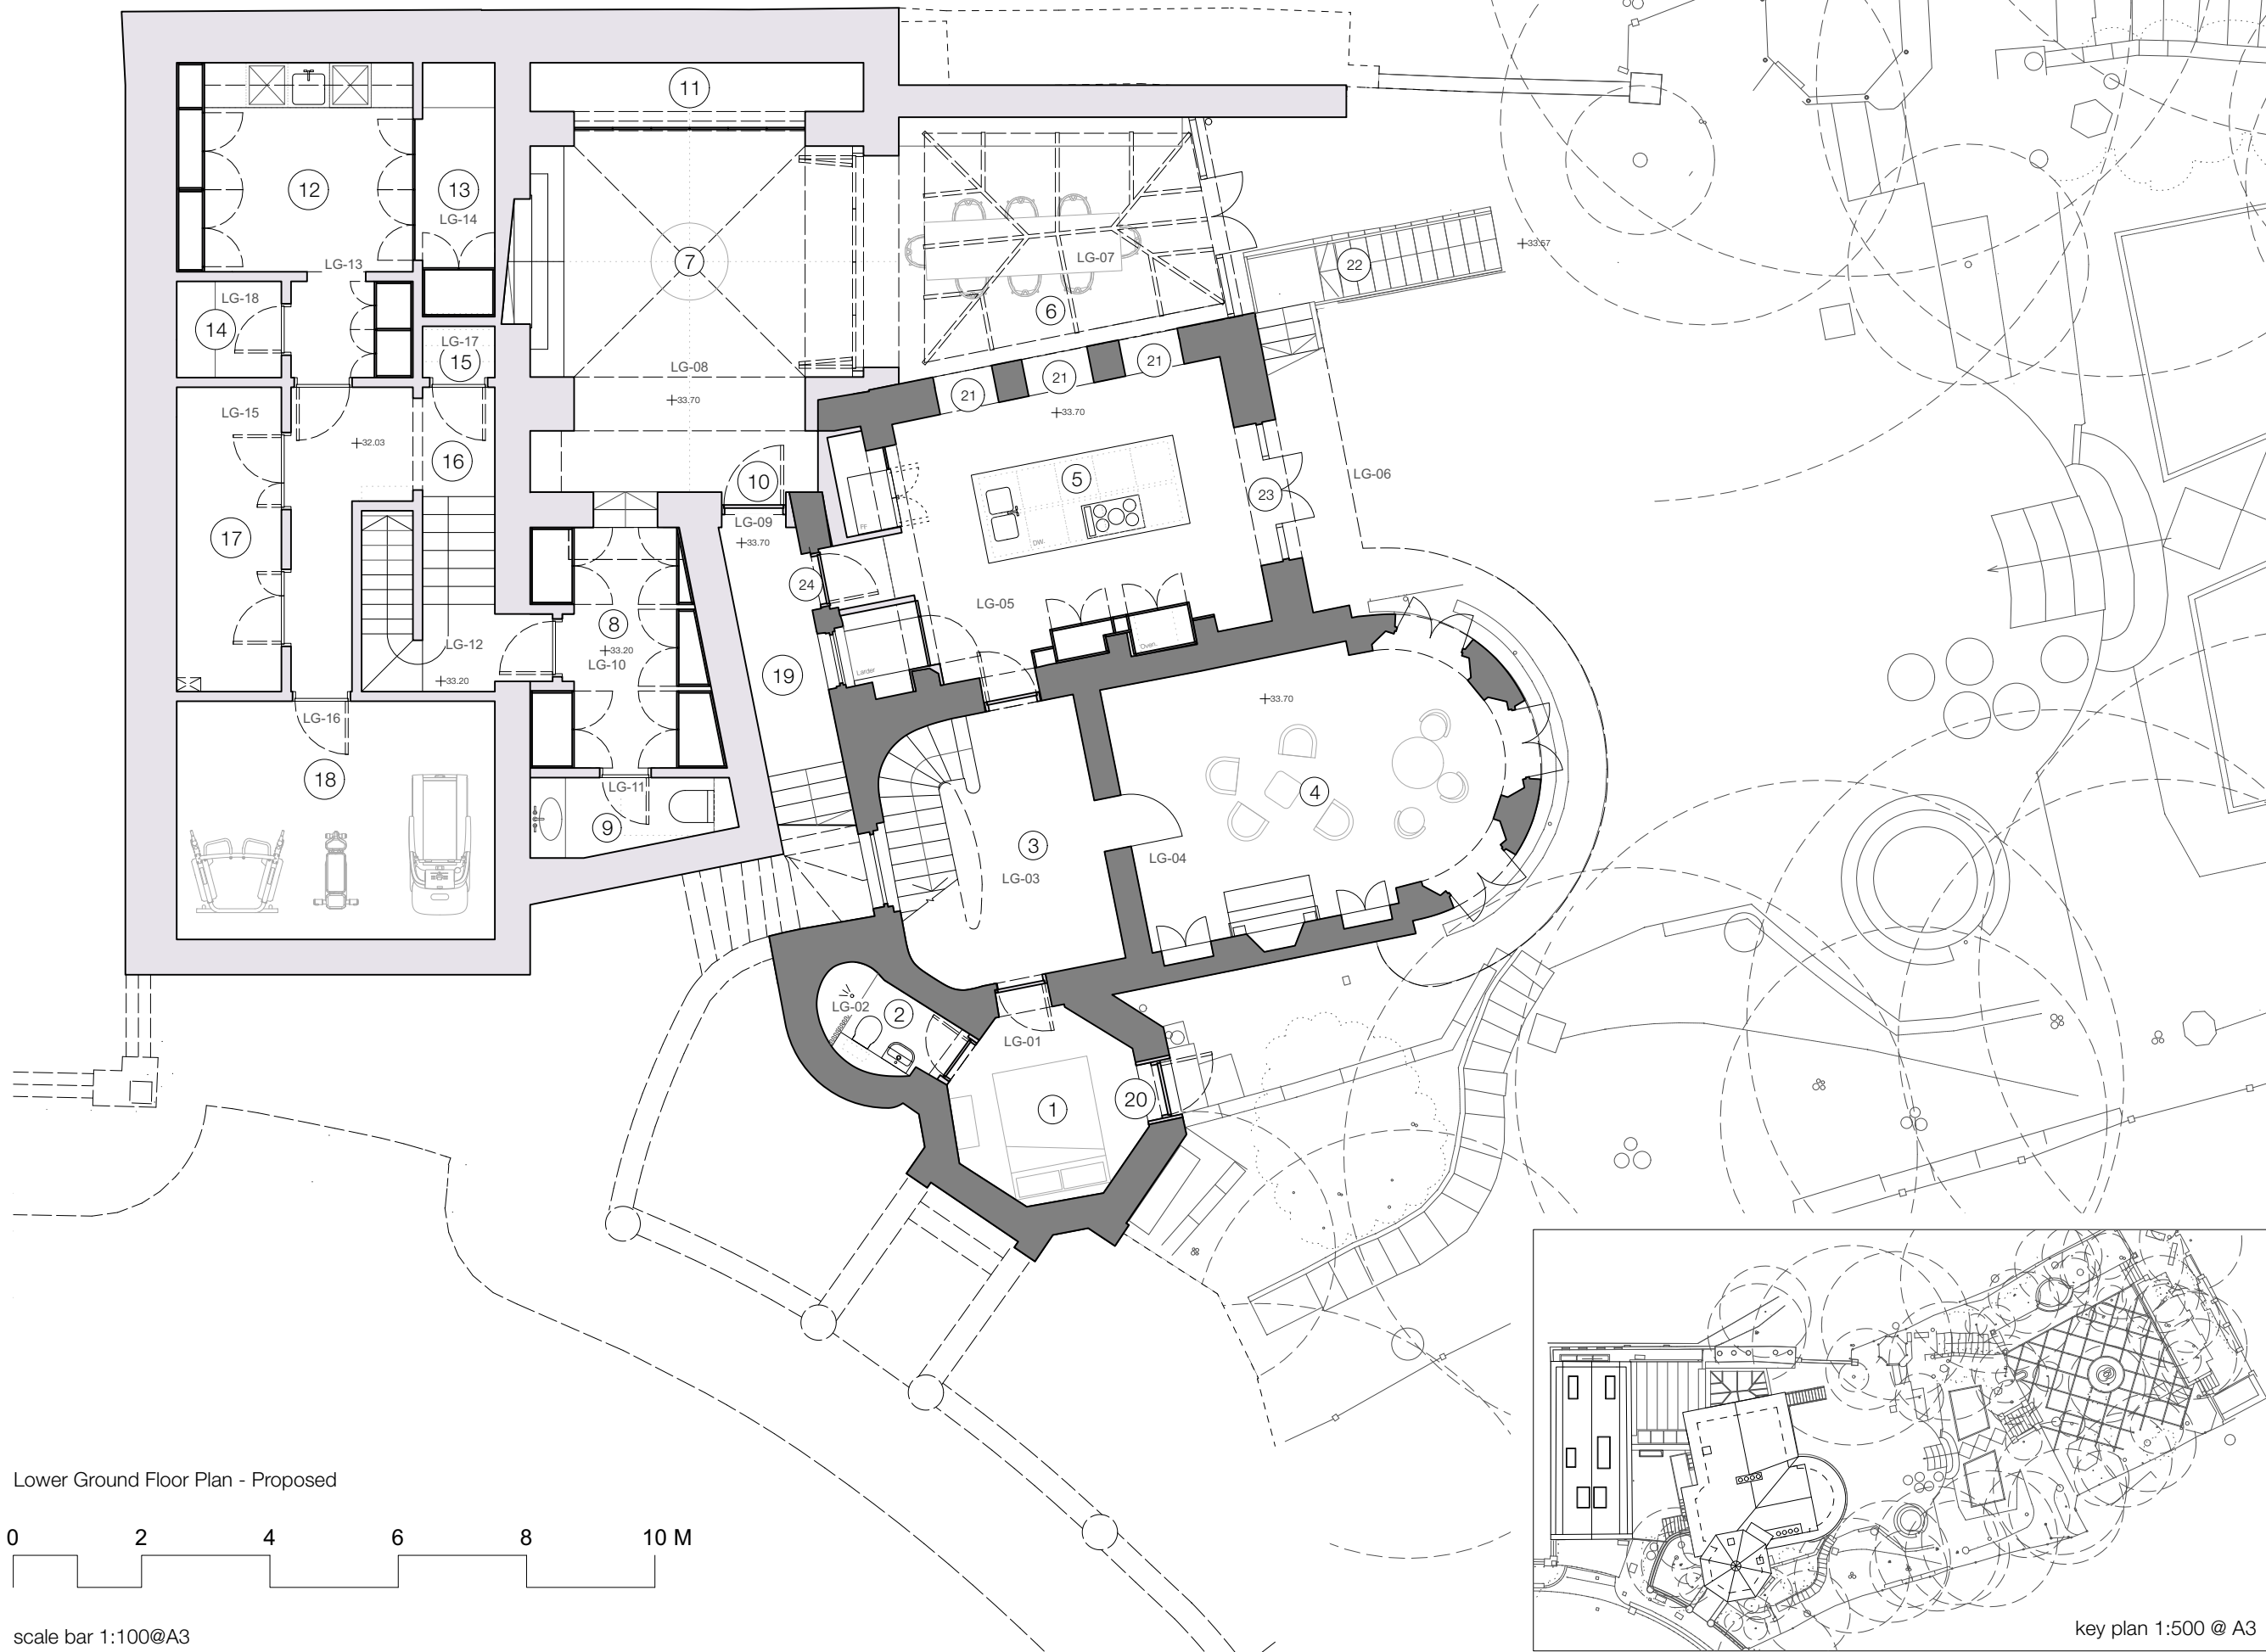 11
12
13
LG-14
7
LG-07
22
33.57
6
LG-13
LG-18
14
LG-17
15
LG-08
33.70
21
21
21
33.70
LG-15
32.03
16
10
LG-09
33.70
5
FF
DW.
23
LG-06
17
24
LG-05
8
33.20
LG-10
LG-12
33.20
Larder
Oven.
19
LG-16
18
LG-11
9
33.70
4
3
LG-03
LG-04
LG-02
2
LG-01
1
20
Lower Ground Floor Plan - Proposed
0 2 4 6 8 10 M
scale bar 1:100@A3
key plan 1:500 @ A3